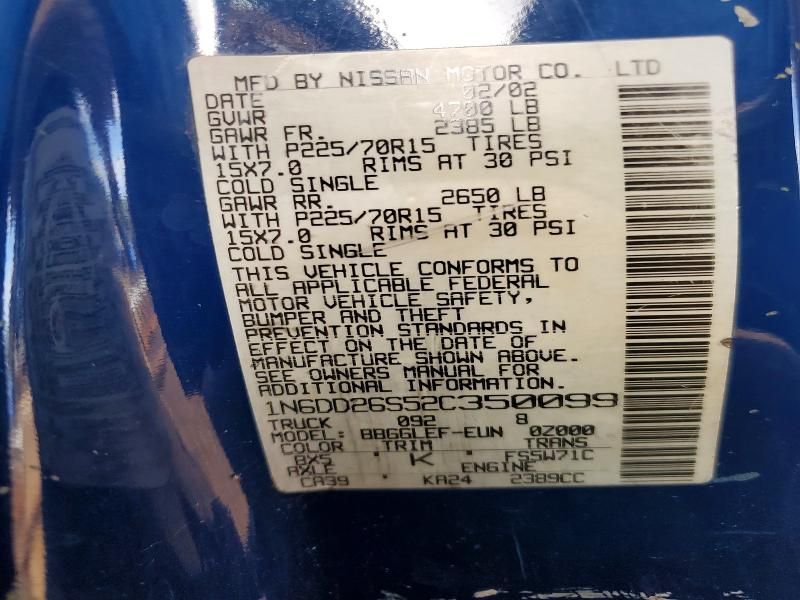 MFD BY NISSAN MOTOR CO. LTD
DATE 02/02
GVWR 4700 LB
GAWR FR. 2385 LB
WITH P225/70R15 TIRES
15X7.0 RIMS AT 30 PSI
COLD SINGLE
GAWR RR. 2650 LB
WITH P225/70R15 TIRES
15X7.0 RIMS AT 30 PSI
COLD SINGLE
THIS VEHICLE CONFORMS TO
ALL APPLICABLE FEDERAL
MOTOR VEHICLE SAFETY,
BUMPER AND THEFT
PREVENTION STANDARDS IN
EFFECT ON THE DATE OF
MANUFACTURE SHOWN ABOVE.
SEE OWNERS MANUAL FOR
ADDITIONAL INFORMATION.
1N6DD26S52C350099
TRUCK 092 8
MODEL: BBGGLEF-EUN 0Z000
COLOR TRIM TRANS
BX5 K FS5W71C
AXLE ENGINE
CA39 KA24 2389CC